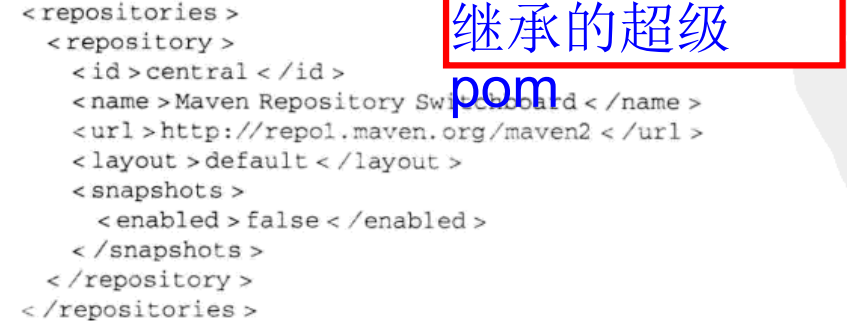 <repositories>
<repository>
<id>central</id>
<name>Maven Repository Switchboard</name>
<url>http://repo1.maven.org/maven2</url>
<layout>default</layout>
<snapshots>
<enabled>false</enabled>
</snapshots>
</repository>
</repositories>
继承的超级
pom